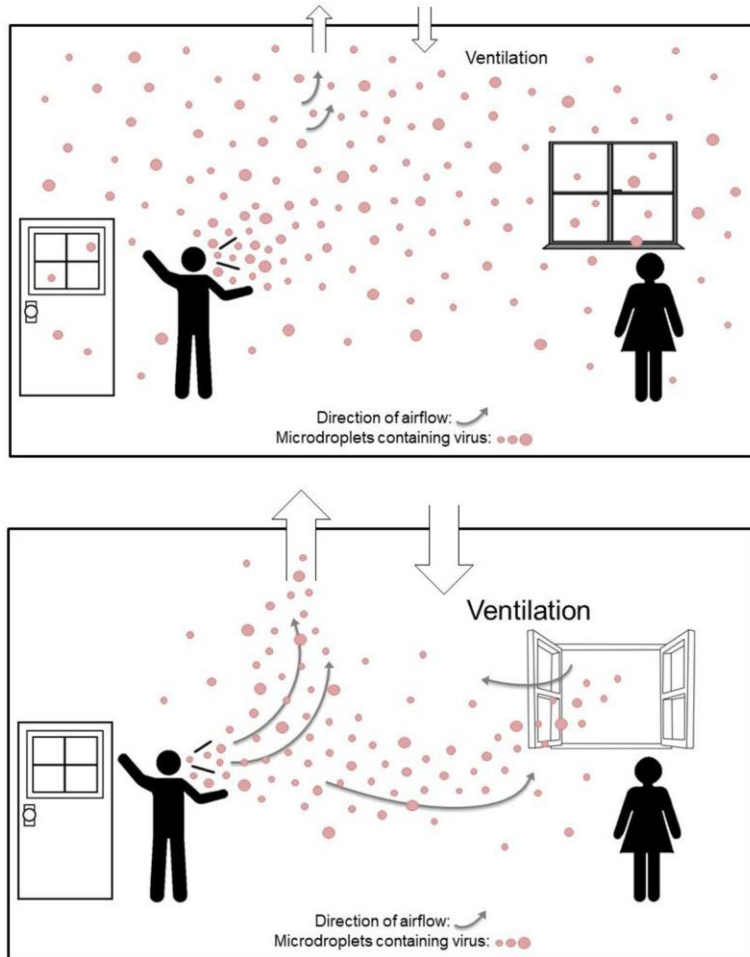 Ventilation
Direction of airflow:
Microdroplets containing virus:
Ventilation
Direction of airflow:
Microdroplets containing virus: